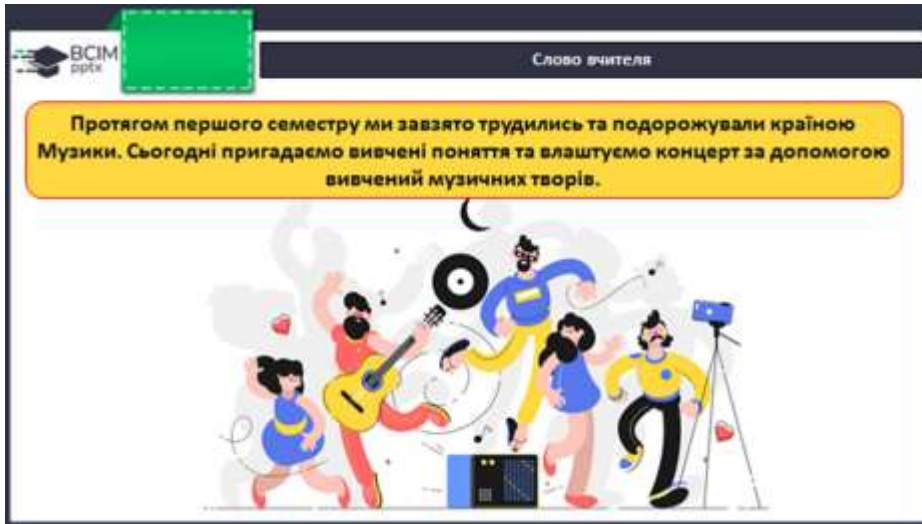 ВСІМ
pptx
Слово вчителя
Протягом першого семестру ми завзято трудились та подорожували країною
Музики. Сьогодні пригадаємо вивчені поняття та влаштуємо концерт за допомогою
вивчений музичних творів.